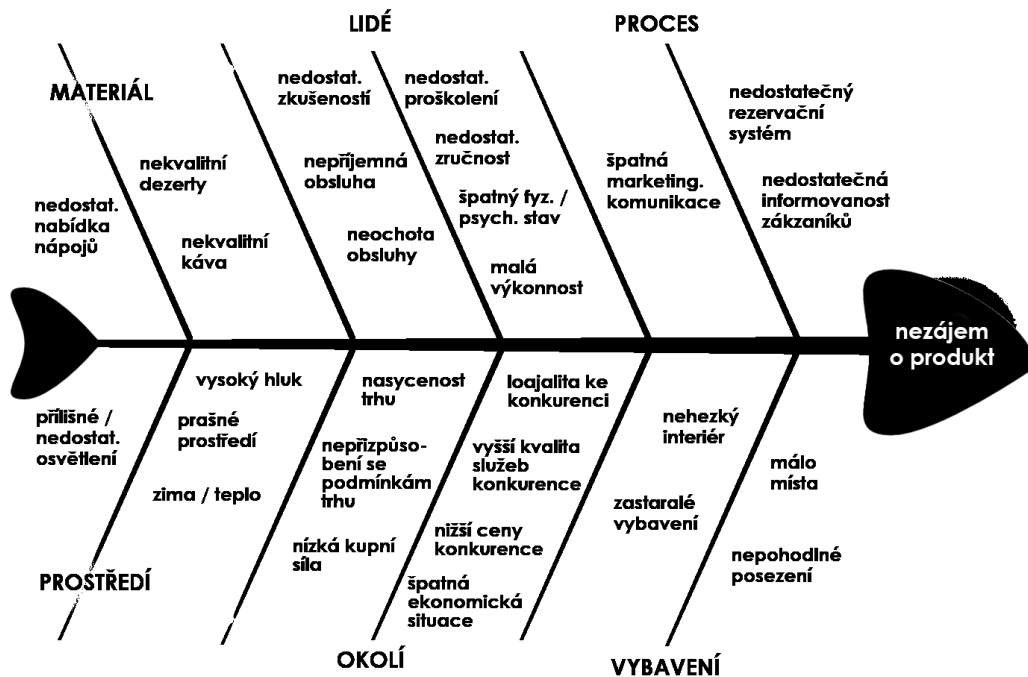 LIDÉ
PROCES
MATERIÁL
nedostat.
nabídka
nápojů
nekvalitní
dezerty
nekvalitní
káva
nedostat.
zkušeností
nepříjemná
obsluha
neochota
obsluhy
nedostat.
proškolení
nedostat.
zručnost
špatný fyz. /
psych. stav
malá
výkonnost
špatná
marketing.
komunikace
nedostatečný
rezervační
systém
nedostatečná
informovanost
zákzaníků
nezájem
o produkt
přílišné /
nedostat.
osvětlení
vysoký hluk
prašné
prostředí
zima / teplo
PROSTŘEDÍ
nasycenost
trhu
nepřizpůso-
bení se
podmínkám
trhu
nízká kupní
síla
loajalita ke
konkurenci
vyšší kvalita
služeb
konkurence
nižší ceny
konkurence
špatná
ekonomická
situace
OKOLÍ
nehezký
interiér
zastaralé
vybavení
málo
místa
nepohodlné
posezení
VYBAVENÍ